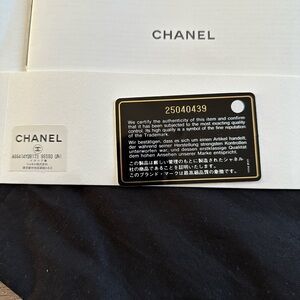 CHANEL
25040439
We certify the authenticity of this item and confirm
that it has been subjected to the most exacting quality
control. Its high quality is a symbol of the fine reputation
of the Trademark.
Wir bestätigen, dass es sich um einen Artikel handelt,
der während seiner Herstellung strengsten Kontrollen
unterworfen war, und dessen erstklassige Qualität
dem hohen Ansehen unserer Marke entspricht.
この製品は厳しい管理のもとに製造されたシャネル
社の商品であることを証明いたします。
このブランド・マークは最高級品質の象徴です。
CHANEL